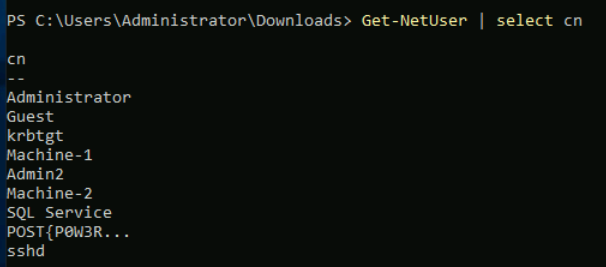 PS C:\Users\Administrator\Downloads> Get-NetUser | select cn
cn
--
Administrator
Guest
krbtgt
Machine-1
Admin2
Machine-2
SQL Service
POST{P0W3R...
sshd